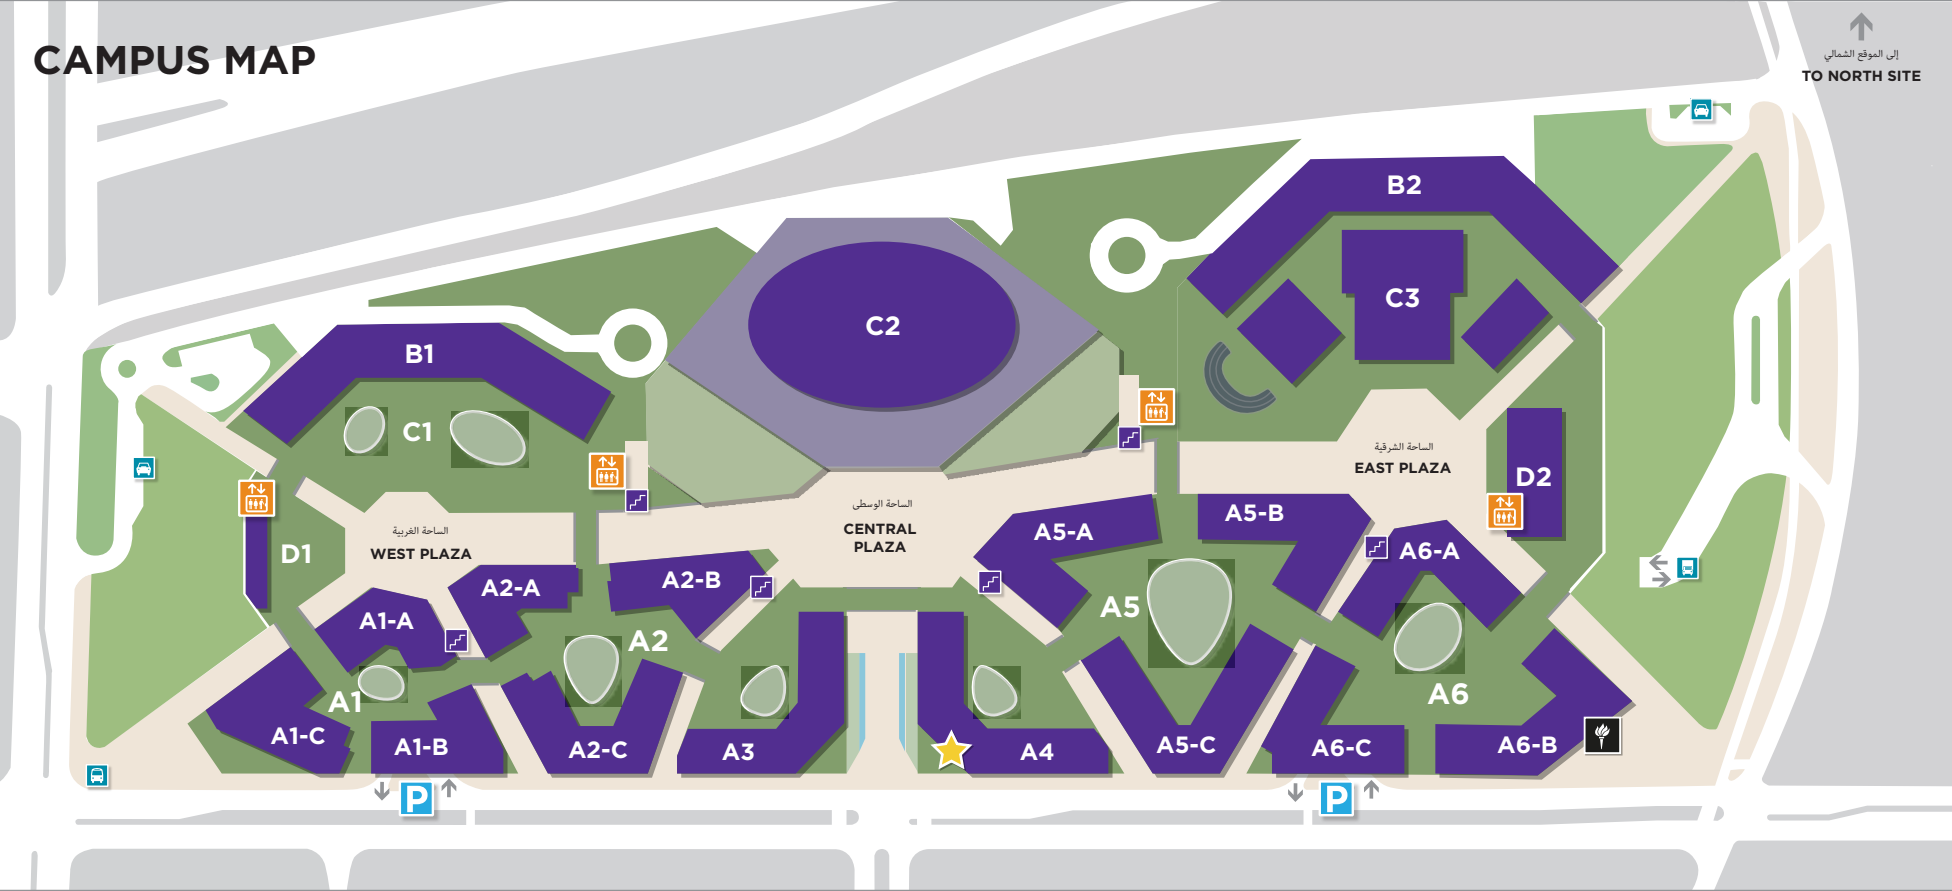 CAMPUS MAP
إلى الموقع الشمالي
TO NORTH SITE
B2
C3
C2
B1
C1
الساحة الشرقية
EAST PLAZA
D2
الساحة الوسطى
CENTRAL
PLAZA
الساحة الغربية
WEST PLAZA
D1
A5-B
A5-A
A6-A
A2-B
A2-A
A1-A
A5
A2
A1
A6
A1-C
A1-B
A2-C
A3
A4
A5-C
A6-C
A6-B
P
P